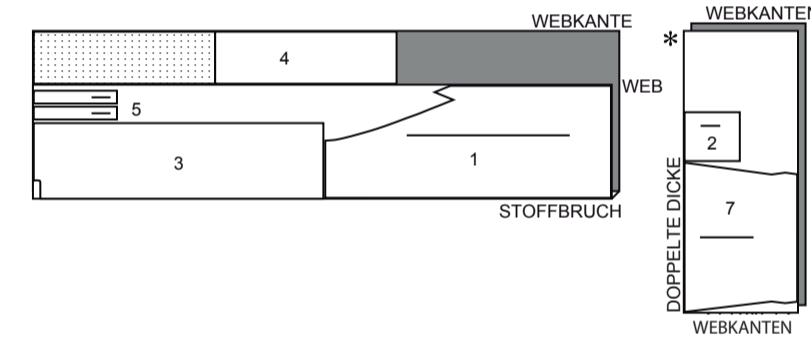 WEBKANTE
4
WEB
5
3
1
STOFFBRUCH
WEBKANTEN
*
2
7
DOPPELTE DICKE
WEBKANTEN